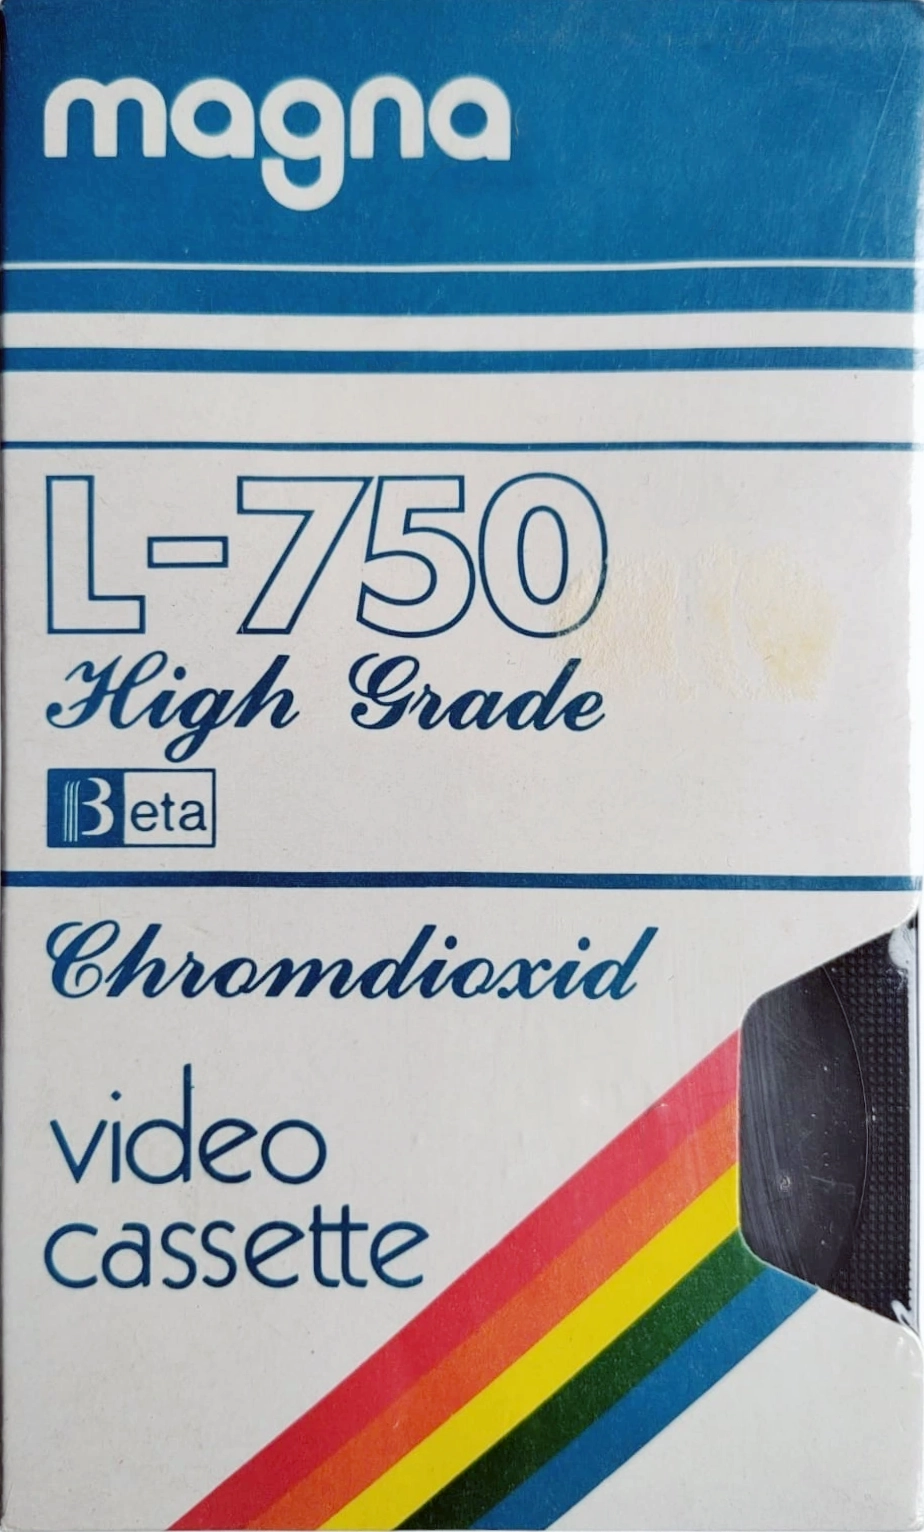 magna
L-750
High Grade
Beta
Chromdioxid
video
cassette